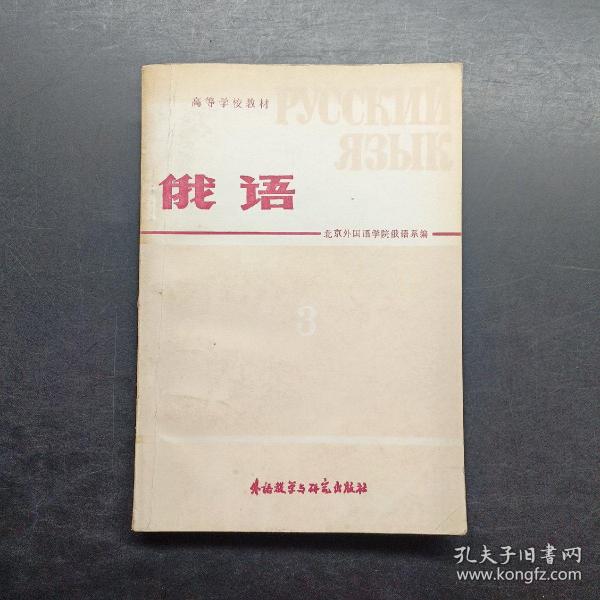 高等学校教材
РУССКИЙ
ЯЗЫК
俄语
北京外国语学院俄语系编
3
外语教学与研究出版社
孔夫子旧书网
www.kongfz.com